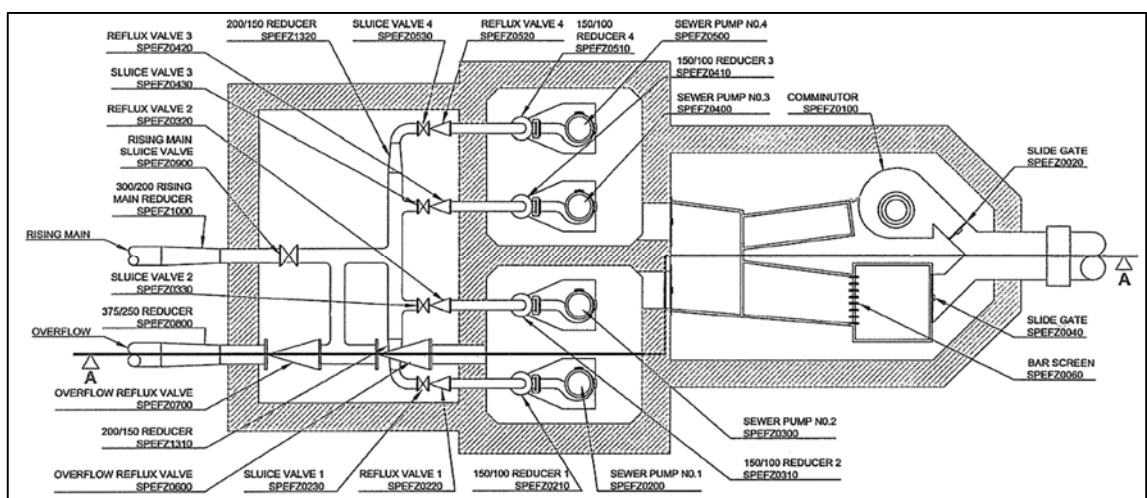 200/150 REDUCER
SPEFZ1320
SLUICE VALVE 4
SPEFZ0530
REFLUX VALVE 4
SPEFZ0520
150/100
REDUCER 4
SPEFZ0510
SEWER PUMP N0.4
SPEFZ0500
REFLUX VALVE 3
SPEFZ0420
150/100 REDUCER 3
SPEFZ0410
SLUICE VALVE 3
SPEFZ0430
SEWER PUMP N0.3
SPEFZ0400
COMMINUTOR
SPEFZ0100
REFLUX VALVE 2
SPEFZ0320
RISING MAIN
SLUICE VALVE
SPEFZ0900
SLIDE GATE
SPEFZ0020
300/200 RISING
MAIN REDUCER
SPEFZ1000
RISING MAIN
SLUICE VALVE 2
SPEFZ0330
A
375/250 REDUCER
SPEFZ0800
OVERFLOW
SLIDE GATE
SPEFZ0040
A
BAR SCREEN
SPEFZ0060
OVERFLOW REFLUX VALVE
SPEFZ0700
200/150 REDUCER
SPEFZ1310
SEWER PUMP N0.2
SPEFZ0300
OVERFLOW REFLUX VALVE
SPEFZ0600
SLUICE VALVE 1
SPEFZ0230
REFLUX VALVE 1
SPEFZ0220
150/100 REDUCER 1
SPEFZ0210
SEWER PUMP N0.1
SPEFZ0200
150/100 REDUCER 2
SPEFZ0310